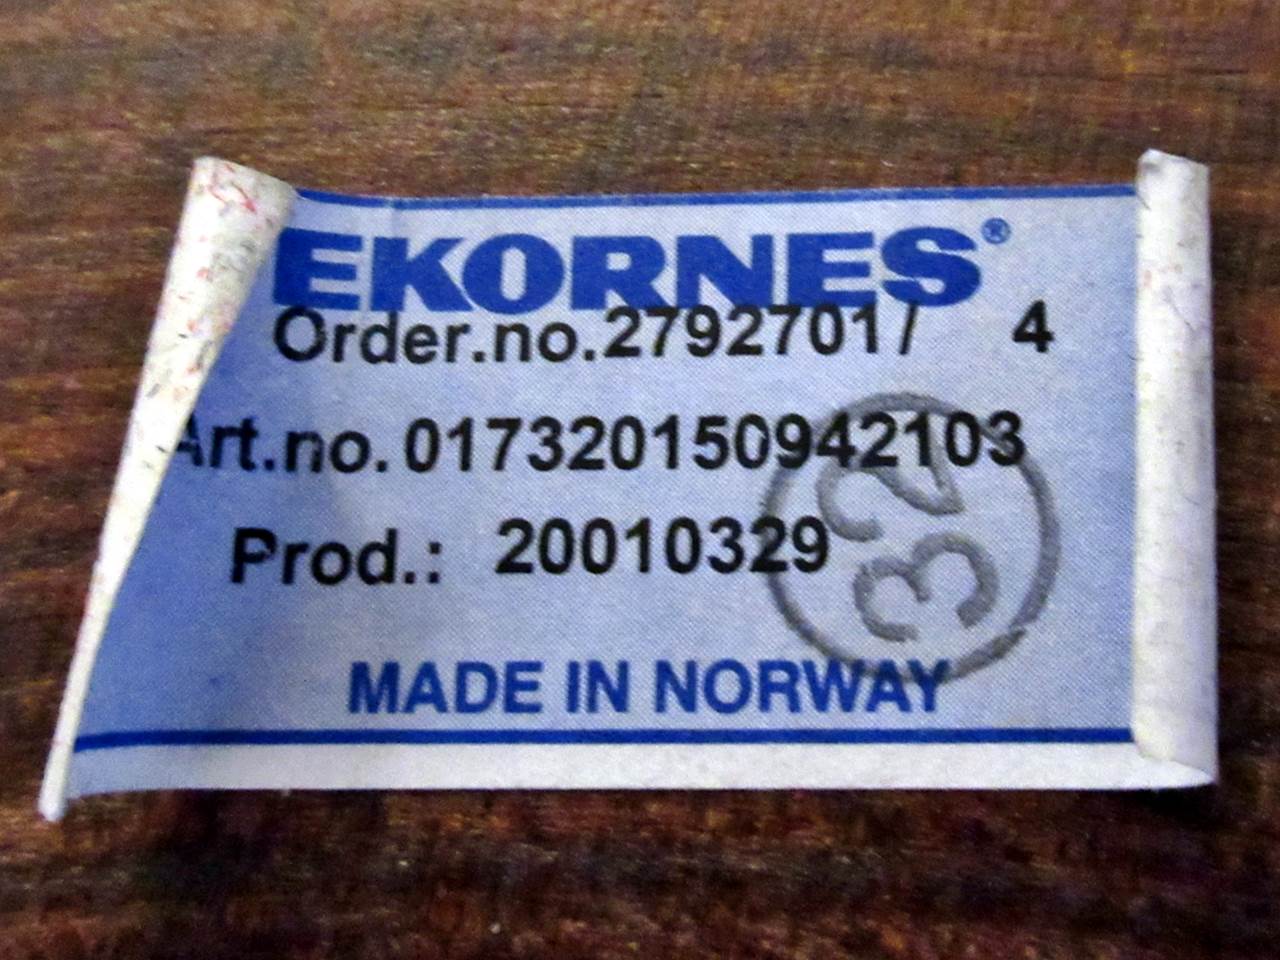 EKORNES®
Order.no.2792701/ 4
Art.no.017320150942103
Prod.: 20010329
32
MADE IN NORWAY